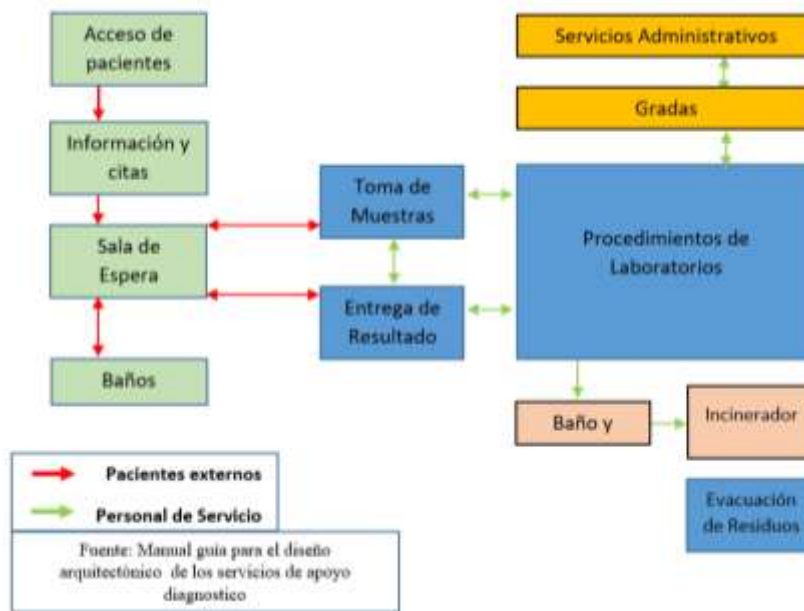 Acceso de
pacientes
Información y
citas
Sala de
Espera
Baños
Toma de
Muestras
Entrega de
Resultado
Servicios Administrativos
Gradas
Procedimientos de
Laboratorios
Baño y
Incinerador
Evacuación
de Residuos
Pacientes externos
Personal de Servicio
Fuente: Manual guía para el diseño
arquitectónico de los servicios de apoyo
diagnostico